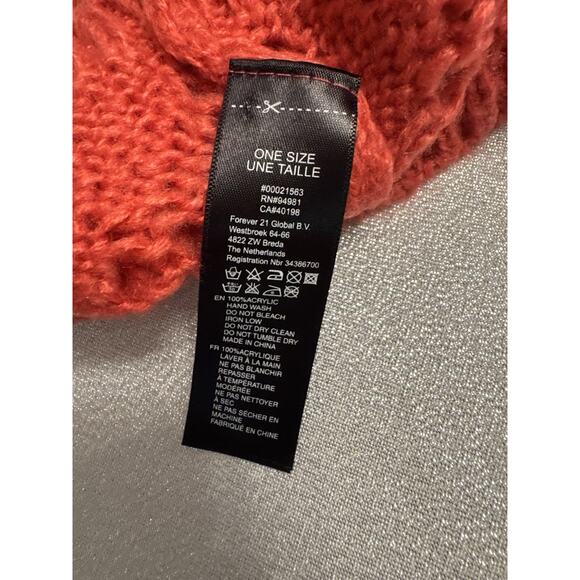 ONE SIZE
UNE TAILLE
#00021563
RN#94981
CA#40198
Forever 21 Global B.V.
Westbroek 64-66
4822 ZW Breda
The Netherlands
Registration Nbr 34386700
EN 100%ACRYLIC
HAND WASH
DO NOT BLEACH
IRON LOW
DO NOT DRY CLEAN
DO NOT TUMBLE DRY
MADE IN CHINA
FR 100%ACRYLIQUE
LAVER À LA MAIN
NE PAS BLANCHIR
REPASSER
À TEMPÉRATURE
MODÉRÉE
NE PAS NETTOYER
À SEC
NE PAS SÉCHER EN
MACHINE
FABRIQUÉ EN CHINE